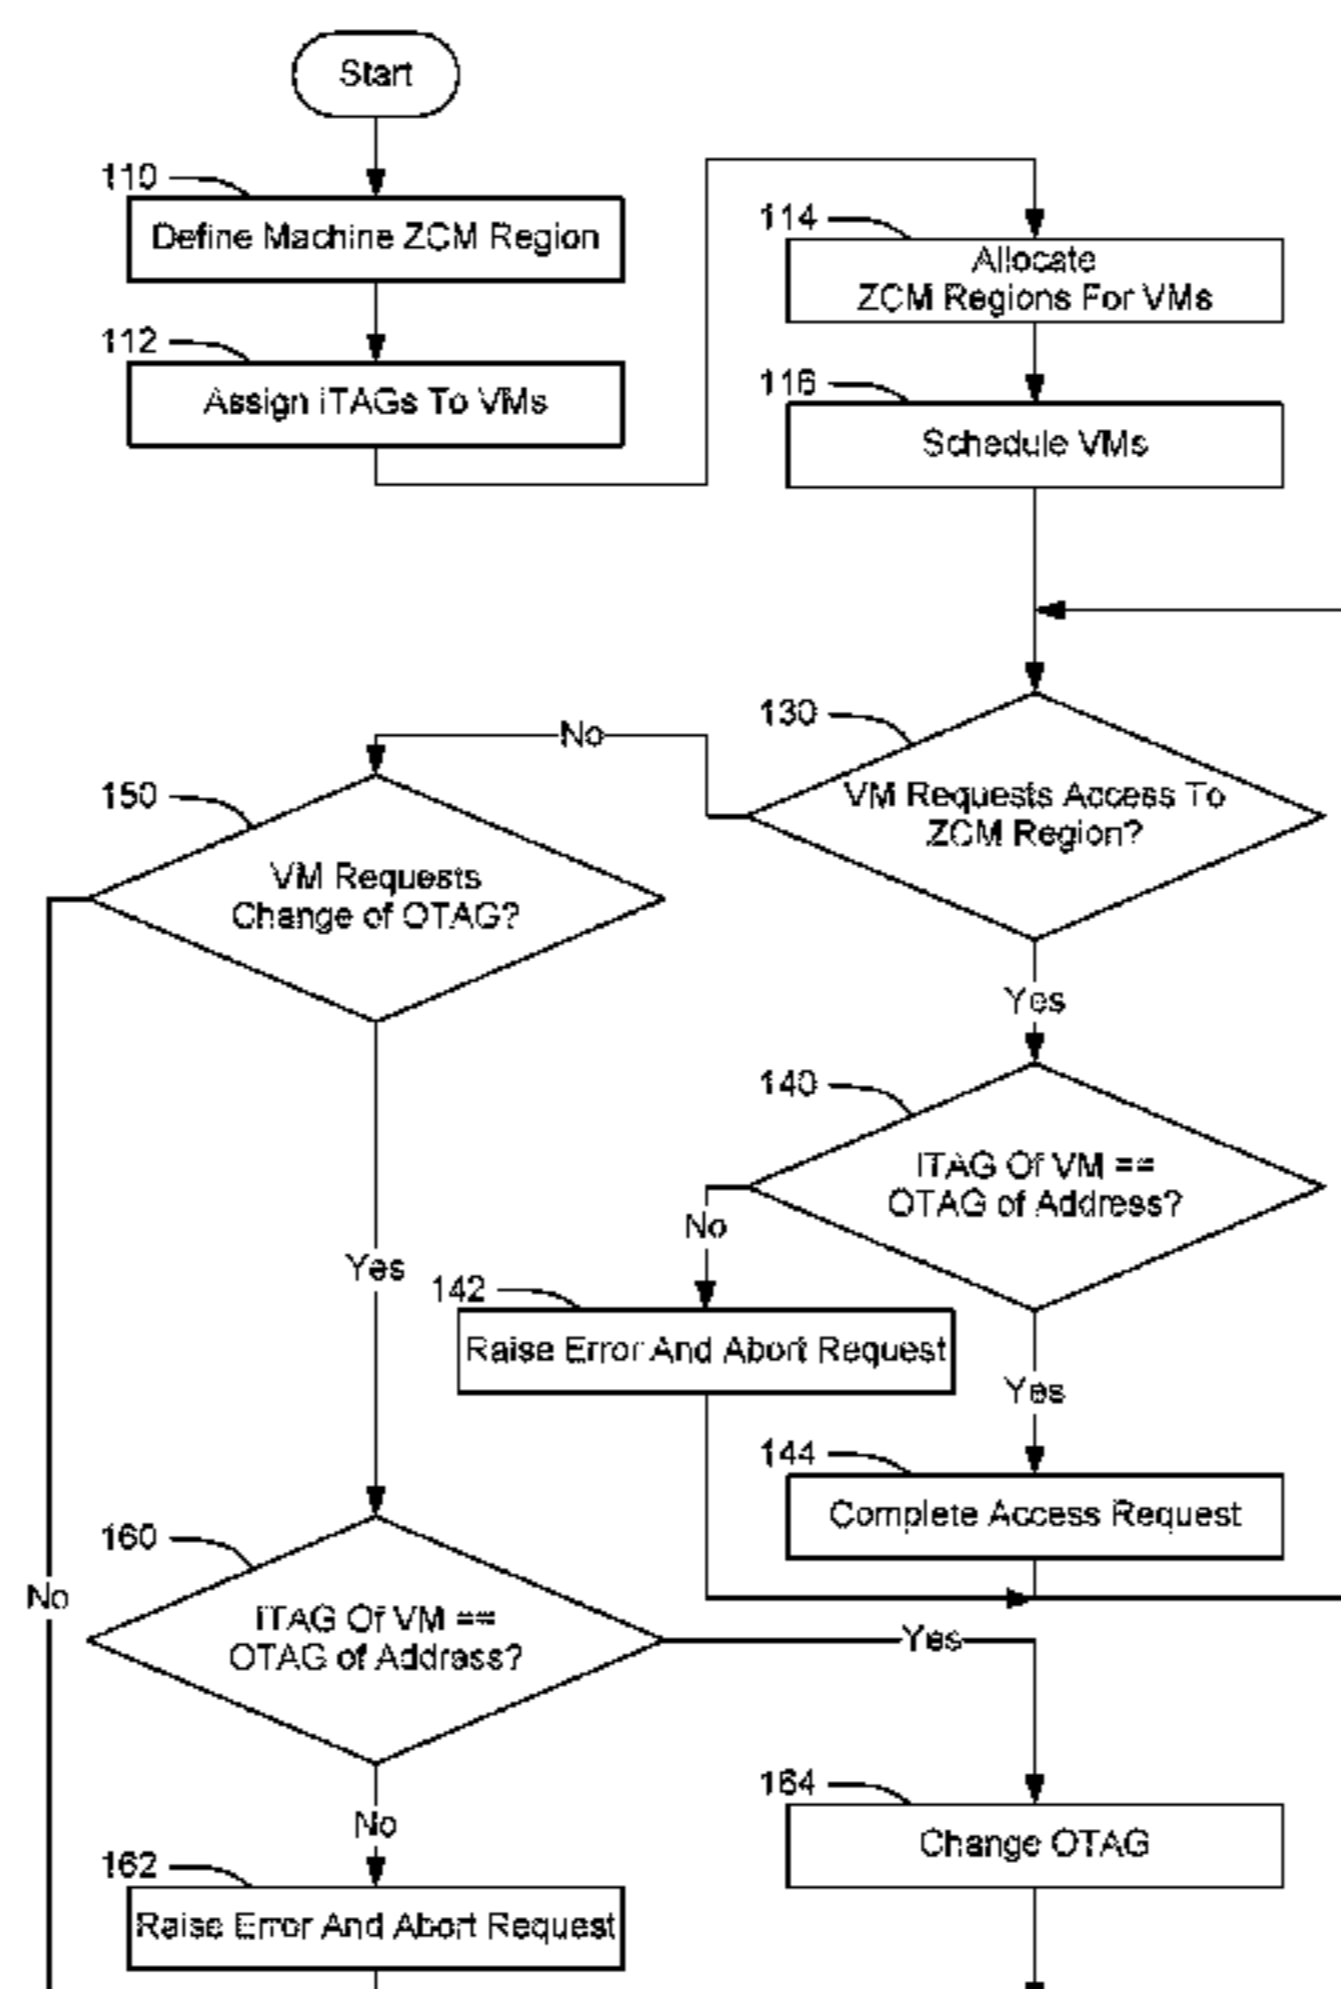 Start
110
Define Machine ZCM Region
112
Assign iTAGs To VMs
114
Allocate
ZCM Regions For VMs
116
Schedule VMs
130
VM Requests Access To
ZCM Region?
No
Yes
150
VM Requests
Change of OTAG?
No
Yes
140
iTAG Of VM ==
OTAG of Address?
No
Yes
142
Raise Error And Abort Request
144
Complete Access Request
160
iTAG Of VM ==
OTAG of Address?
Yes
No
162
Raise Error And Abort Request
164
Change OTAG